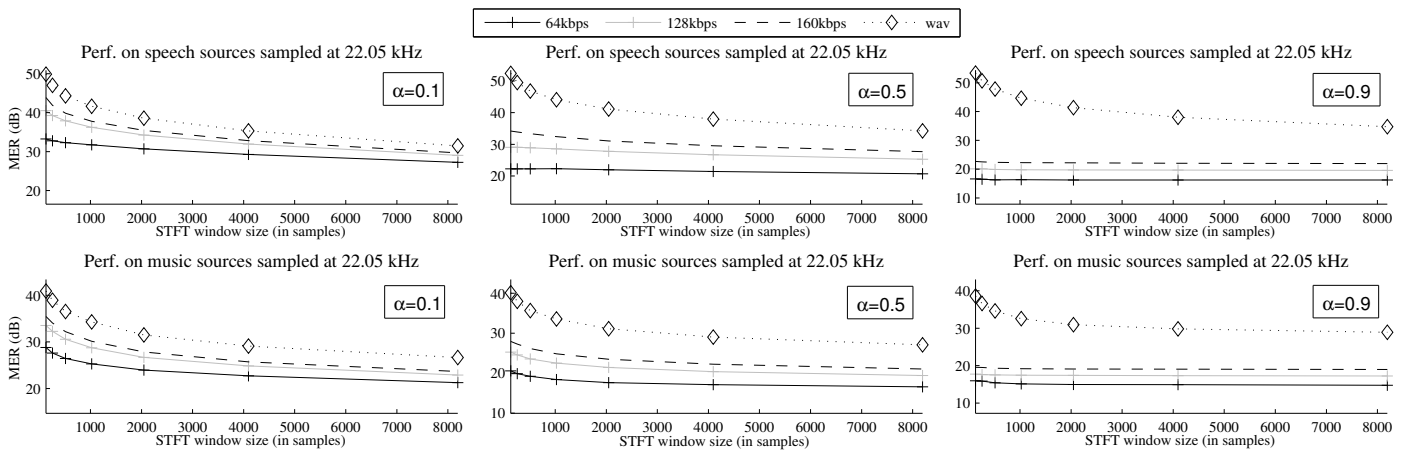 64kbps 128kbps 160kbps wav
Perf. on speech sources sampled at 22.05 kHz
α=0.1
MER (dB)
50
40
30
20
1000 2000 3000 4000 5000 6000 7000 8000
STFT window size (in samples)
Perf. on speech sources sampled at 22.05 kHz
α=0.5
50
40
30
20
1000 2000 3000 4000 5000 6000 7000 8000
STFT window size (in samples)
Perf. on speech sources sampled at 22.05 kHz
α=0.9
50
40
30
20
10
1000 2000 3000 4000 5000 6000 7000 8000
STFT window size (in samples)
Perf. on music sources sampled at 22.05 kHz
α=0.1
MER (dB)
40
30
20
1000 2000 3000 4000 5000 6000 7000 8000
STFT window size (in samples)
Perf. on music sources sampled at 22.05 kHz
α=0.5
40
30
20
10
1000 2000 3000 4000 5000 6000 7000 8000
STFT window size (in samples)
Perf. on music sources sampled at 22.05 kHz
α=0.9
40
30
20
10
1000 2000 3000 4000 5000 6000 7000 8000
STFT window size (in samples)